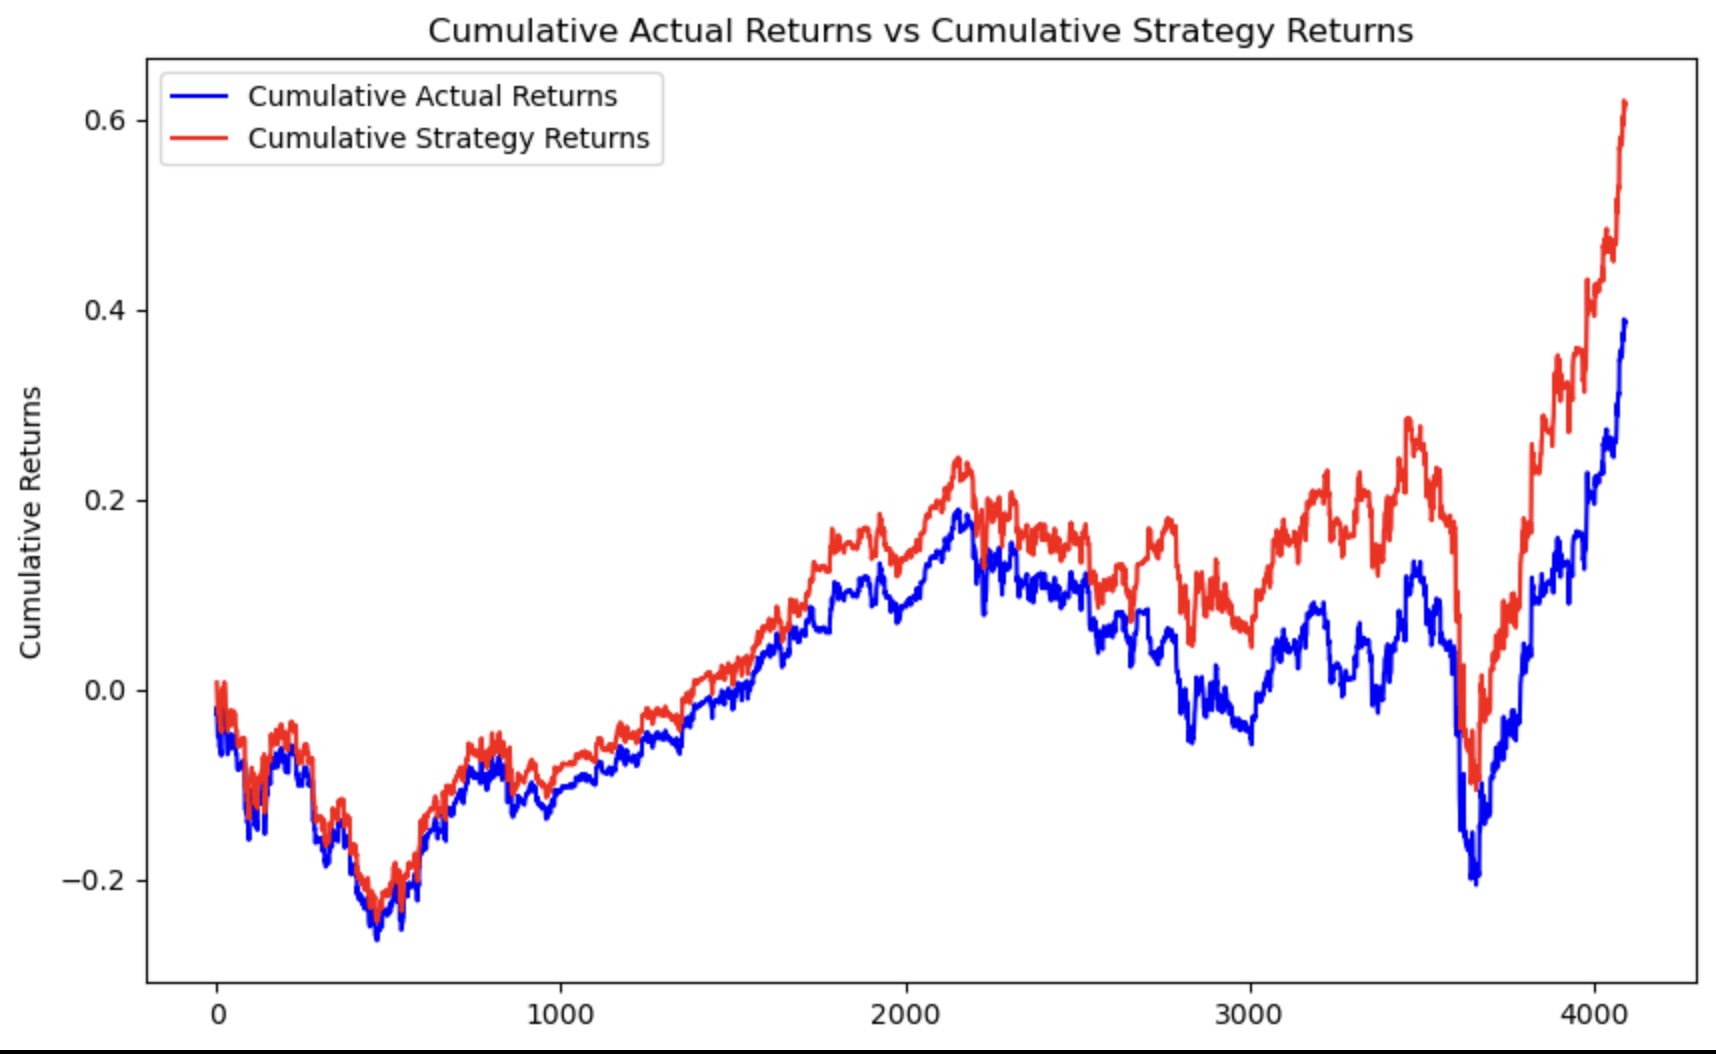 Cumulative Actual Returns vs Cumulative Strategy Returns
Cumulative Actual Returns
Cumulative Strategy Returns
Cumulative Returns
0.6
0.4
0.2
0.0
−0.2
0
1000
2000
3000
4000